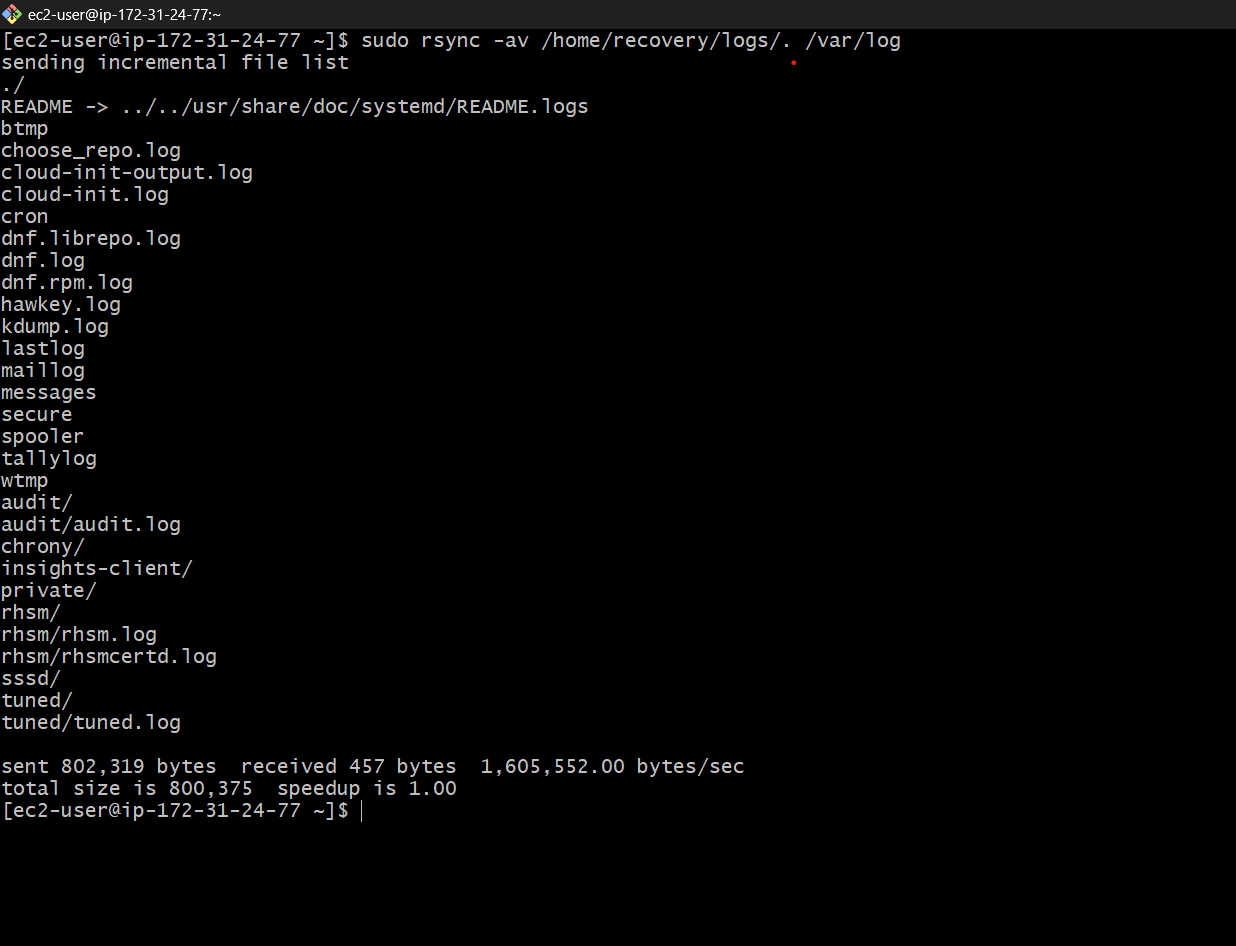 ec2-user@ip-172-31-24-77:~
[ec2-user@ip-172-31-24-77 ~]$ sudo rsync -av /home/recovery/logs/. /var/log
sending incremental file list
./
README -> ../../usr/share/doc/systemd/README.logs
btmp
choose_repo.log
cloud-init-output.log
cloud-init.log
cron
dnf.librepo.log
dnf.log
dnf.rpm.log
hawkey.log
kdump.log
lastlog
maillog
messages
secure
spooler
tallylog
wtmp
audit/
audit/audit.log
chrony/
insights-client/
private/
rhsm/
rhsm/rhsm.log
rhsm/rhsmcertd.log
sssd/
tuned/
tuned/tuned.log
sent 802,319 bytes  received 457 bytes  1,605,552.00 bytes/sec
total size is 800,375  speedup is 1.00
[ec2-user@ip-172-31-24-77 ~]$